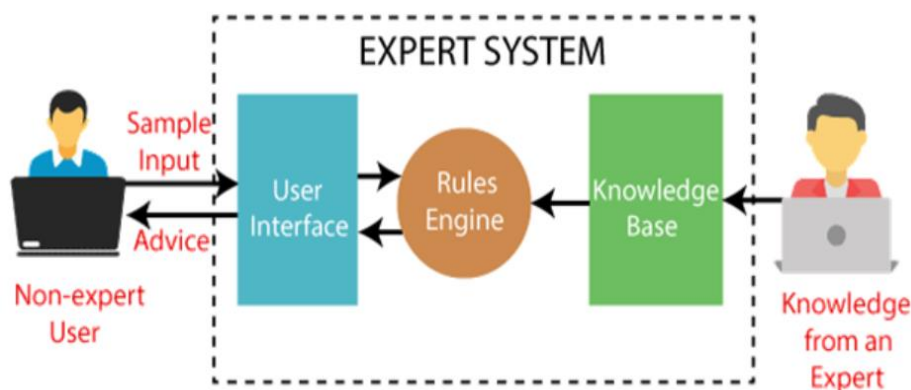 EXPERT SYSTEM
Sample
Input
Advice
Non-expert
User
User
Interface
Rules
Engine
Knowledge
Base
Knowledge
from an
Expert